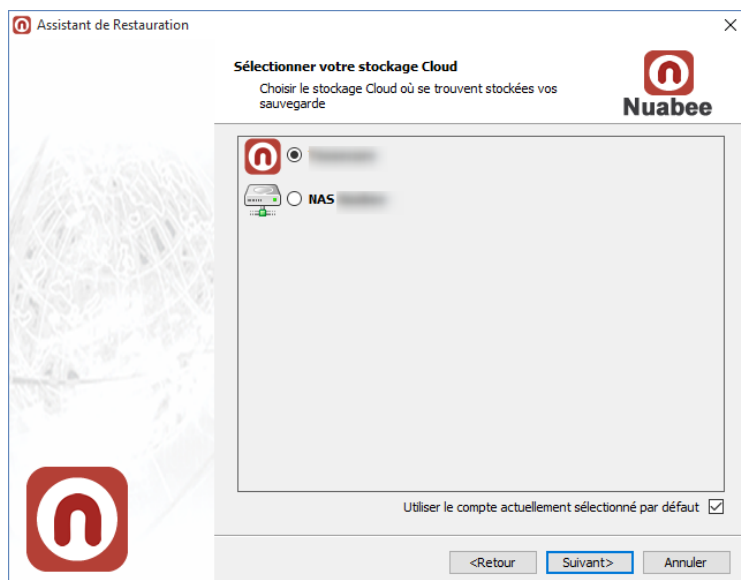 Assistant de Restauration
Sélectionner votre stockage Cloud
Choisir le stockage Cloud où se trouvent stockées vos
sauvegarde
Nuabee
NAS
Utiliser le compte actuellement sélectionné par défaut
<Retour
Suivant>
Annuler